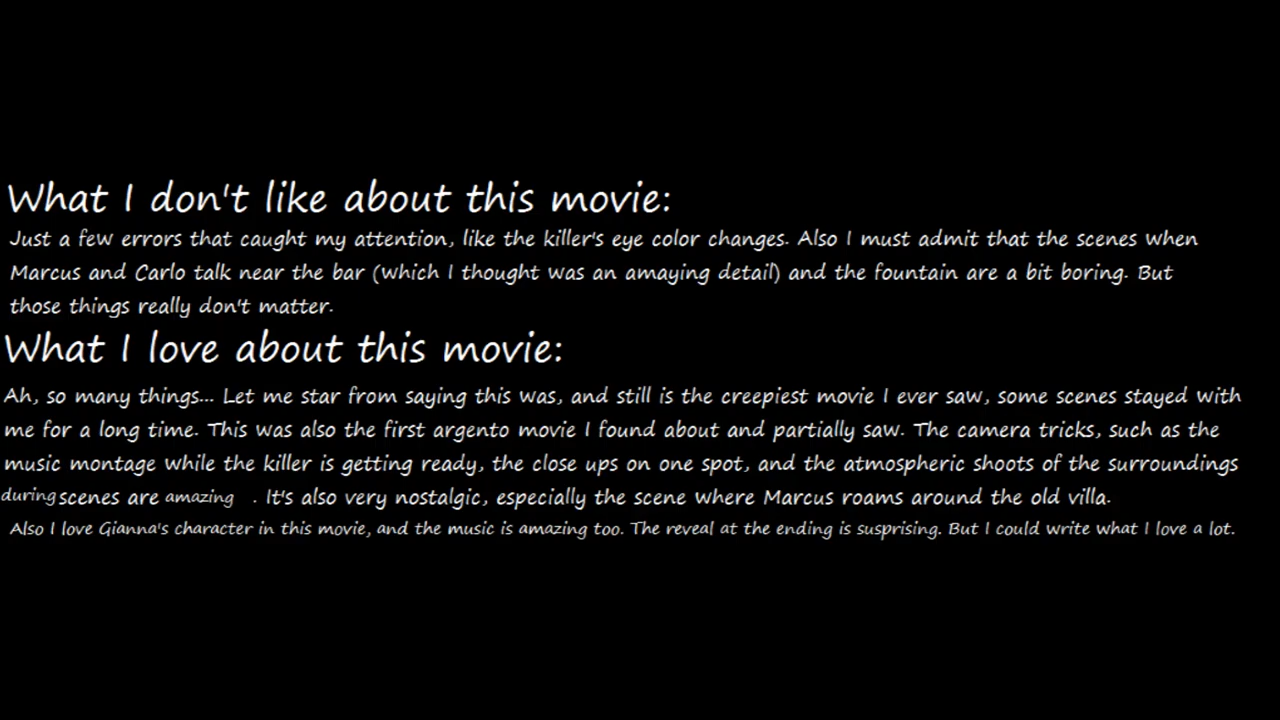 What I don't like about this movie:
Just a few errors that caught my attention, like the killer's eye color changes. Also I must admit that the scenes when
Marcus and Carlo talk near the bar (which I thought was an amaying detail) and the fountain are a bit boring. But
those things really don't matter.
What I love about this movie:
Ah, so many things... Let me star from saying this was, and still is the creepiest movie I ever saw, some scenes stayed with
me for a long time. This was also the first argento movie I found about and partially saw. The camera tricks, such as the
music montage while the killer is getting ready, the close ups on one spot, and the atmospheric shoots of the surroundings
during scenes are amazing . It's also very nostalgic, especially the scene where Marcus roams around the old villa.
Also I love Gianna's character in this movie, and the music is amazing too. The reveal at the ending is susprising. But I could write what I love a lot.